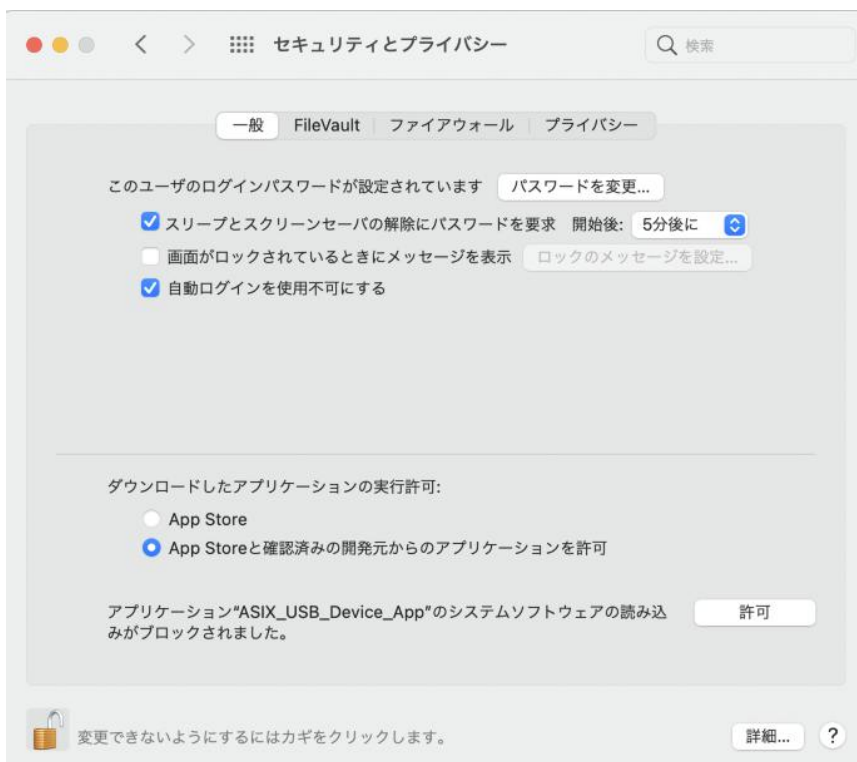 セキュリティとプライバシー
検索
一般 FileVault ファイアウォール プライバシー
このユーザのログインパスワードが設定されています パスワードを変更...
スリープとスクリーンセーバの解除にパスワードを要求 開始後: 5分後に
画面がロックされているときにメッセージを表示 ロックのメッセージを設定...
自動ログインを使用不可にする
ダウンロードしたアプリケーションの実行許可:
App Store
App Storeと確認済みの開発元からのアプリケーションを許可
アプリケーション“ASIX_USB_Device_App”のシステムソフトウェアの読み込 許可
みがブロックされました。
変更できないようにするにはカギをクリックします。 詳細... ?